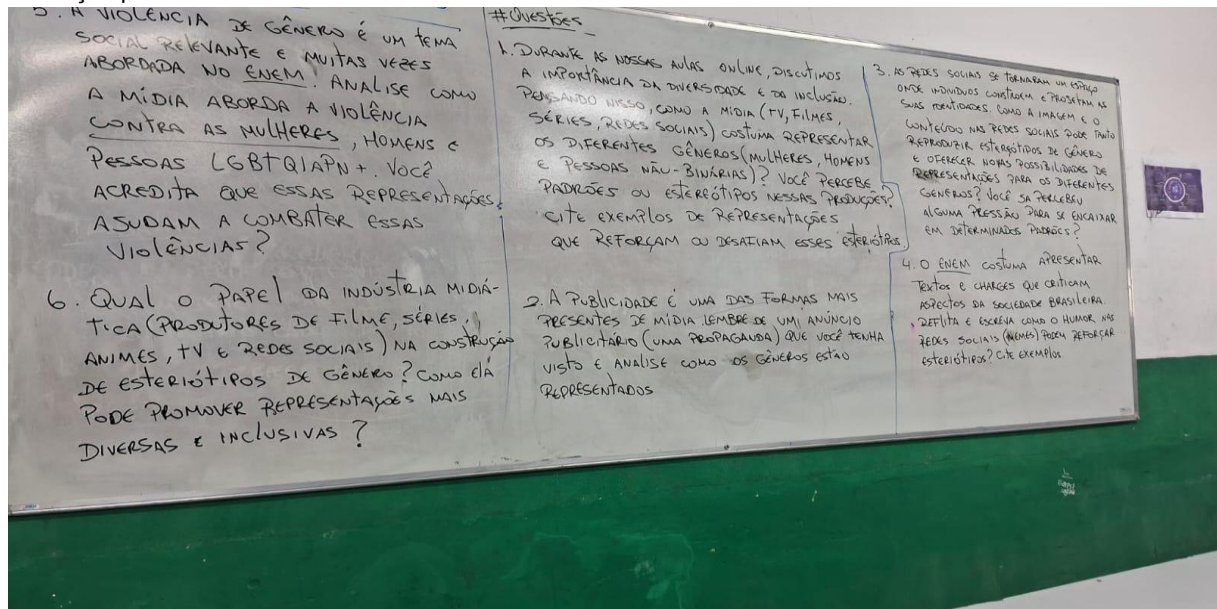 #QUESTÕES
1. DURANTE AS NOSSAS AULAS ONLINE, DISCUTIMOS
A IMPORTÂNCIA DA DIVERSIDADE E DA INCLUSÃO.
PENSANDO NISSO, COMO A MÍDIA (TV, FILMES,
SÉRIES, REDES SOCIAIS) COSTUMA REPRESENTAR
OS DIFERENTES GÊNEROS (MULHERES, HOMENS
E PESSOAS NÃO-BINÁRIAS)? VOCÊ PERCEBE
PADRÕES OU ESTEREÓTIPOS NESSAS PRODUÇÕES?
CITE EXEMPLOS DE REPRESENTAÇÕES
QUE REFORÇAM OU DESAFIAM ESSES ESTERIÓTIPOS
2. A PUBLICIDADE É UMA DAS FORMAS MAIS
PRESENTES DE MÍDIA. LEMBRE DE UM ANÚNCIO
PUBLICITÁRIO (UMA PROPAGANDA) QUE VOCÊ TENHA
VISTO E ANALISE COMO OS GÊNEROS ESTÃO
REPRESENTADOS
3. AS REDES SOCIAIS SE TORNARAM UM ESPAÇO
ONDE INDIVÍDUOS CONSTROEM E PROJETAM AS
SUAS IDENTIDADES. COMO A IMAGEM E O
CONTEÚDO NAS REDES SOCIAIS PODE TANTO
REPRODUZIR ESTERÓTIPOS DE GÊNERO
E OFERECER NOVAS POSSIBILIDADES DE
REPRESENTAÇÕES PARA OS DIFERENTES
GÊNEROS? VOCÊ JÁ PERCEBEU
ALGUMA PRESSÃO PARA SE ENCAIXAR
EM DETERMINADOS PADRÕES?
4. O ENEM COSTUMA APRESENTAR
TEXTOS E CHARGES QUE CRITICAM
ASPECTOS DA SOCIEDADE BRASILEIRA.
REFLITA E ESCREVA COMO O HUMOR NAS
REDES SOCIAIS (MEMES) PODEM REFORÇAR
ESTERIÓTIPOS? CITE EXEMPLOS.
5. A VIOLÊNCIA DE GÊNERO É UM TEMA
SOCIAL RELEVANTE E MUITAS VEZES
ABORDADA NO ENEM. ANALISE COMO
A MÍDIA ABORDA A VIOLÊNCIA
CONTRA AS MULHERES, HOMENS E
PESSOAS LGBTQIAPN+. VOCÊ
ACREDITA QUE ESSAS REPRESENTAÇÕES
AJUDAM A COMBATER ESSAS
VIOLÊNCIAS?
6. QUAL O PAPEL DA INDÚSTRIA MIDIÁ-
TICA (PRODUTORES DE FILME, SÉRIES,
ANIMES, TV E REDES SOCIAIS) NA CONSTRUÇÃO
DE ESTERIÓTIPOS DE GÊNERO? COMO ELA
PODE PROMOVER REPRESENTAÇÕES MAIS
DIVERSAS E INCLUSIVAS?